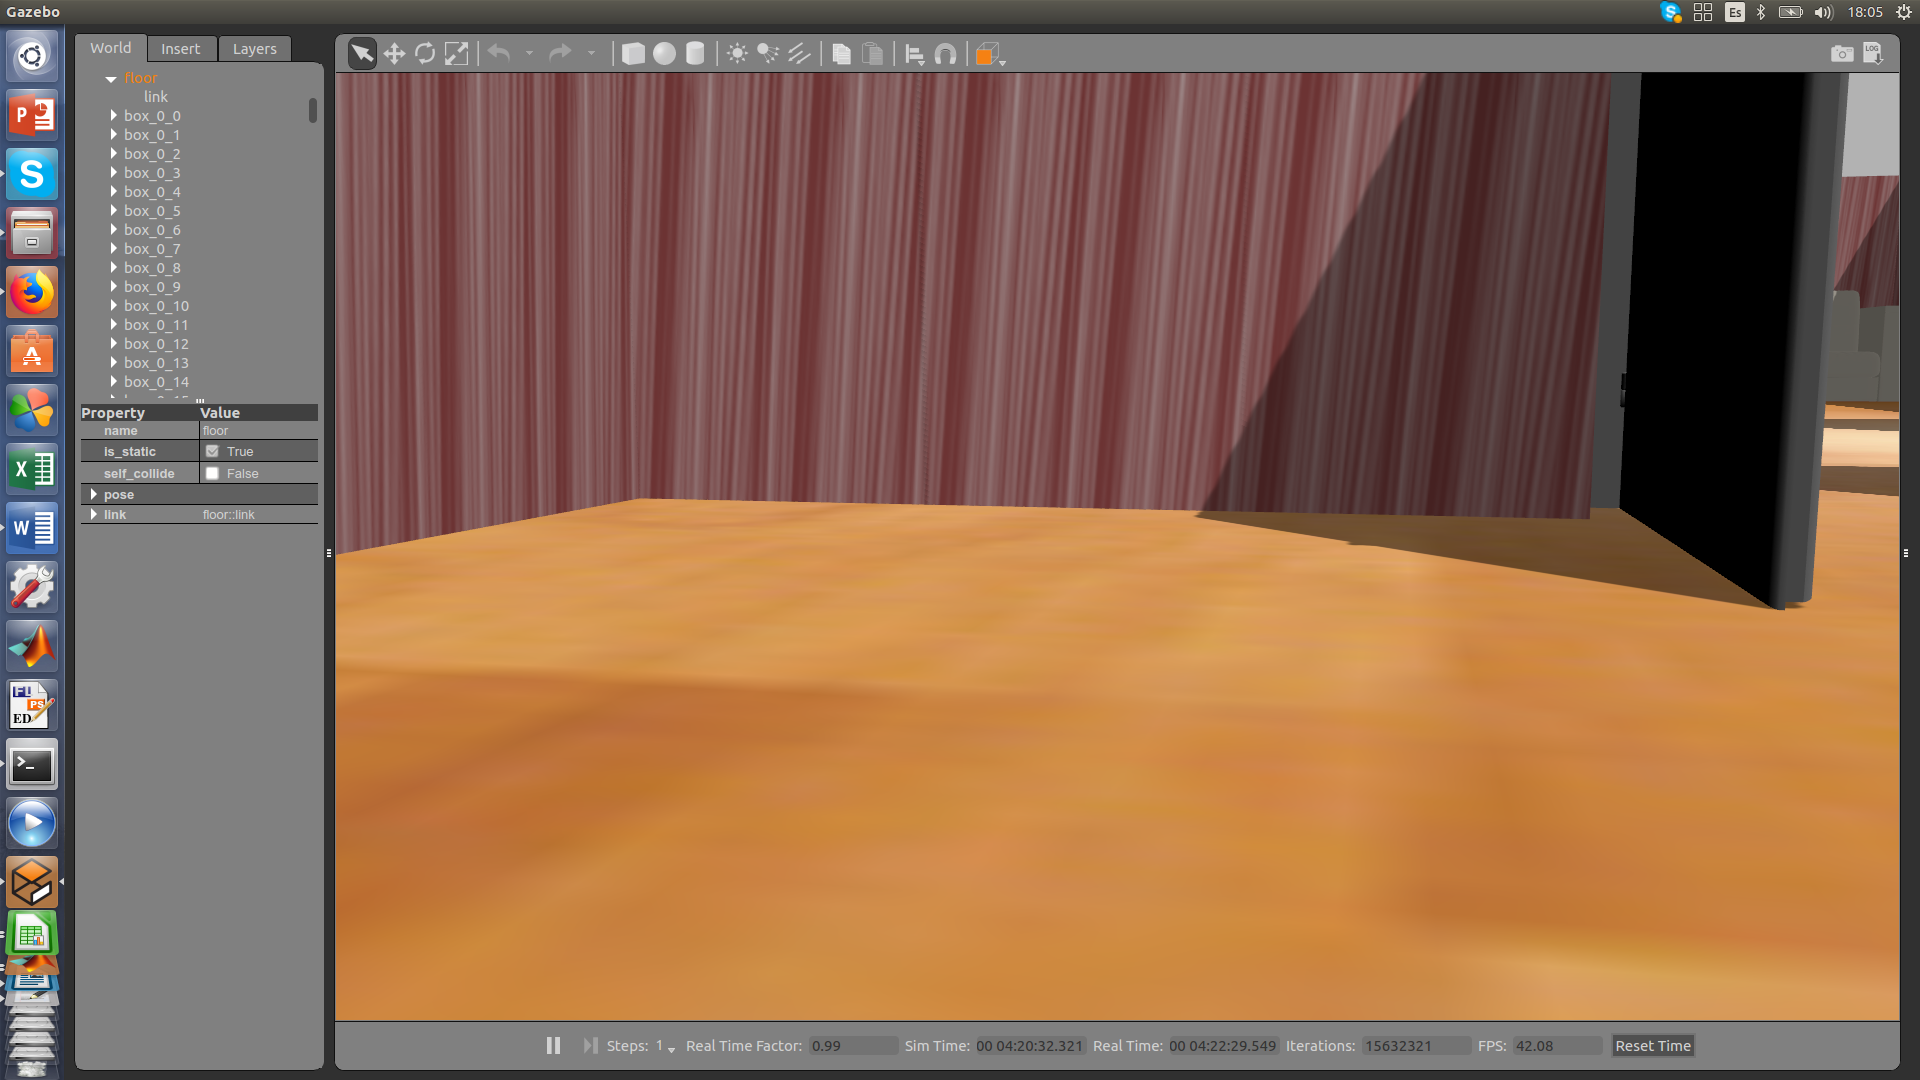 Gazebo
Es
18:05
World
Insert
Layers
LOG
floor
link
box_0_0
box_0_1
box_0_2
box_0_3
box_0_4
box_0_5
box_0_6
box_0_7
box_0_8
box_0_9
box_0_10
box_0_11
box_0_12
box_0_13
box_0_14
Property Value
name floor
is_static True
self_collide False
pose
link floor::link
P
S
A
X
W
PS
ED
>_
Steps: 1 Real Time Factor: 0.99 Sim Time: 00 04:20:32.321 Real Time: 00 04:22:29.549 Iterations: 15632321 FPS: 42.08 Reset Time